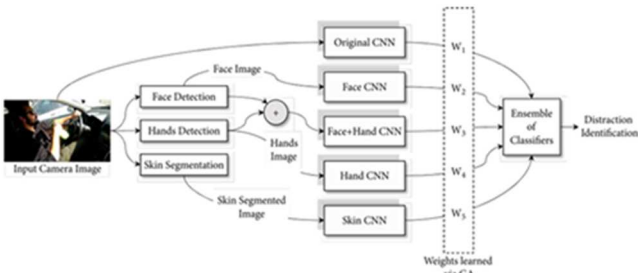 Original CNN
W1
Face Image
Face CNN
W2
Face Detection
+
Ensemble
of
Classifiers
Distraction
Identification
Hands Detection
Face+Hand CNN
W3
Hands
Image
Skin Segmentation
Input Camera Image
Hand CNN
W4
Skin Segmented
Image
Skin CNN
W5
Weights learned
via GA